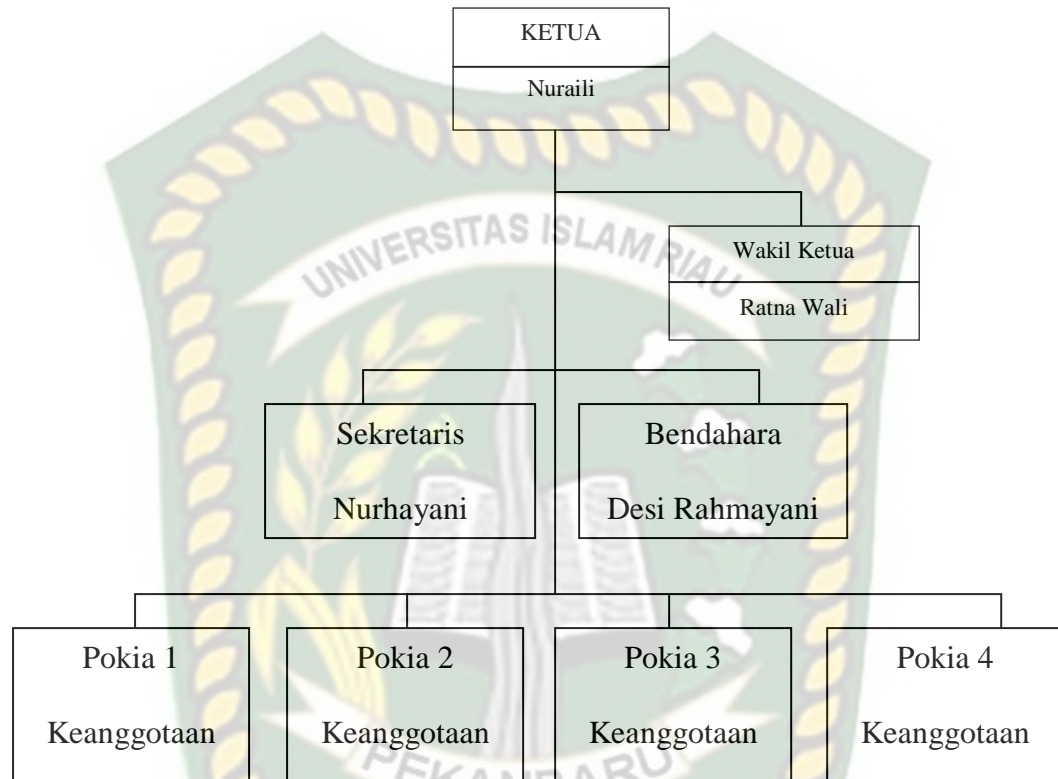 KETUA
Nuraili
UNIVERSITAS ISLAM RIAU
Wakil Ketua
Ratna Wali
Sekretaris
Nurhayani
Bendahara
Desi Rahmayani
Pokia 1
Keanggotaan
Pokia 2
Keanggotaan
Pokia 3
Keanggotaan
Pokia 4
Keanggotaan
PEKANBARU